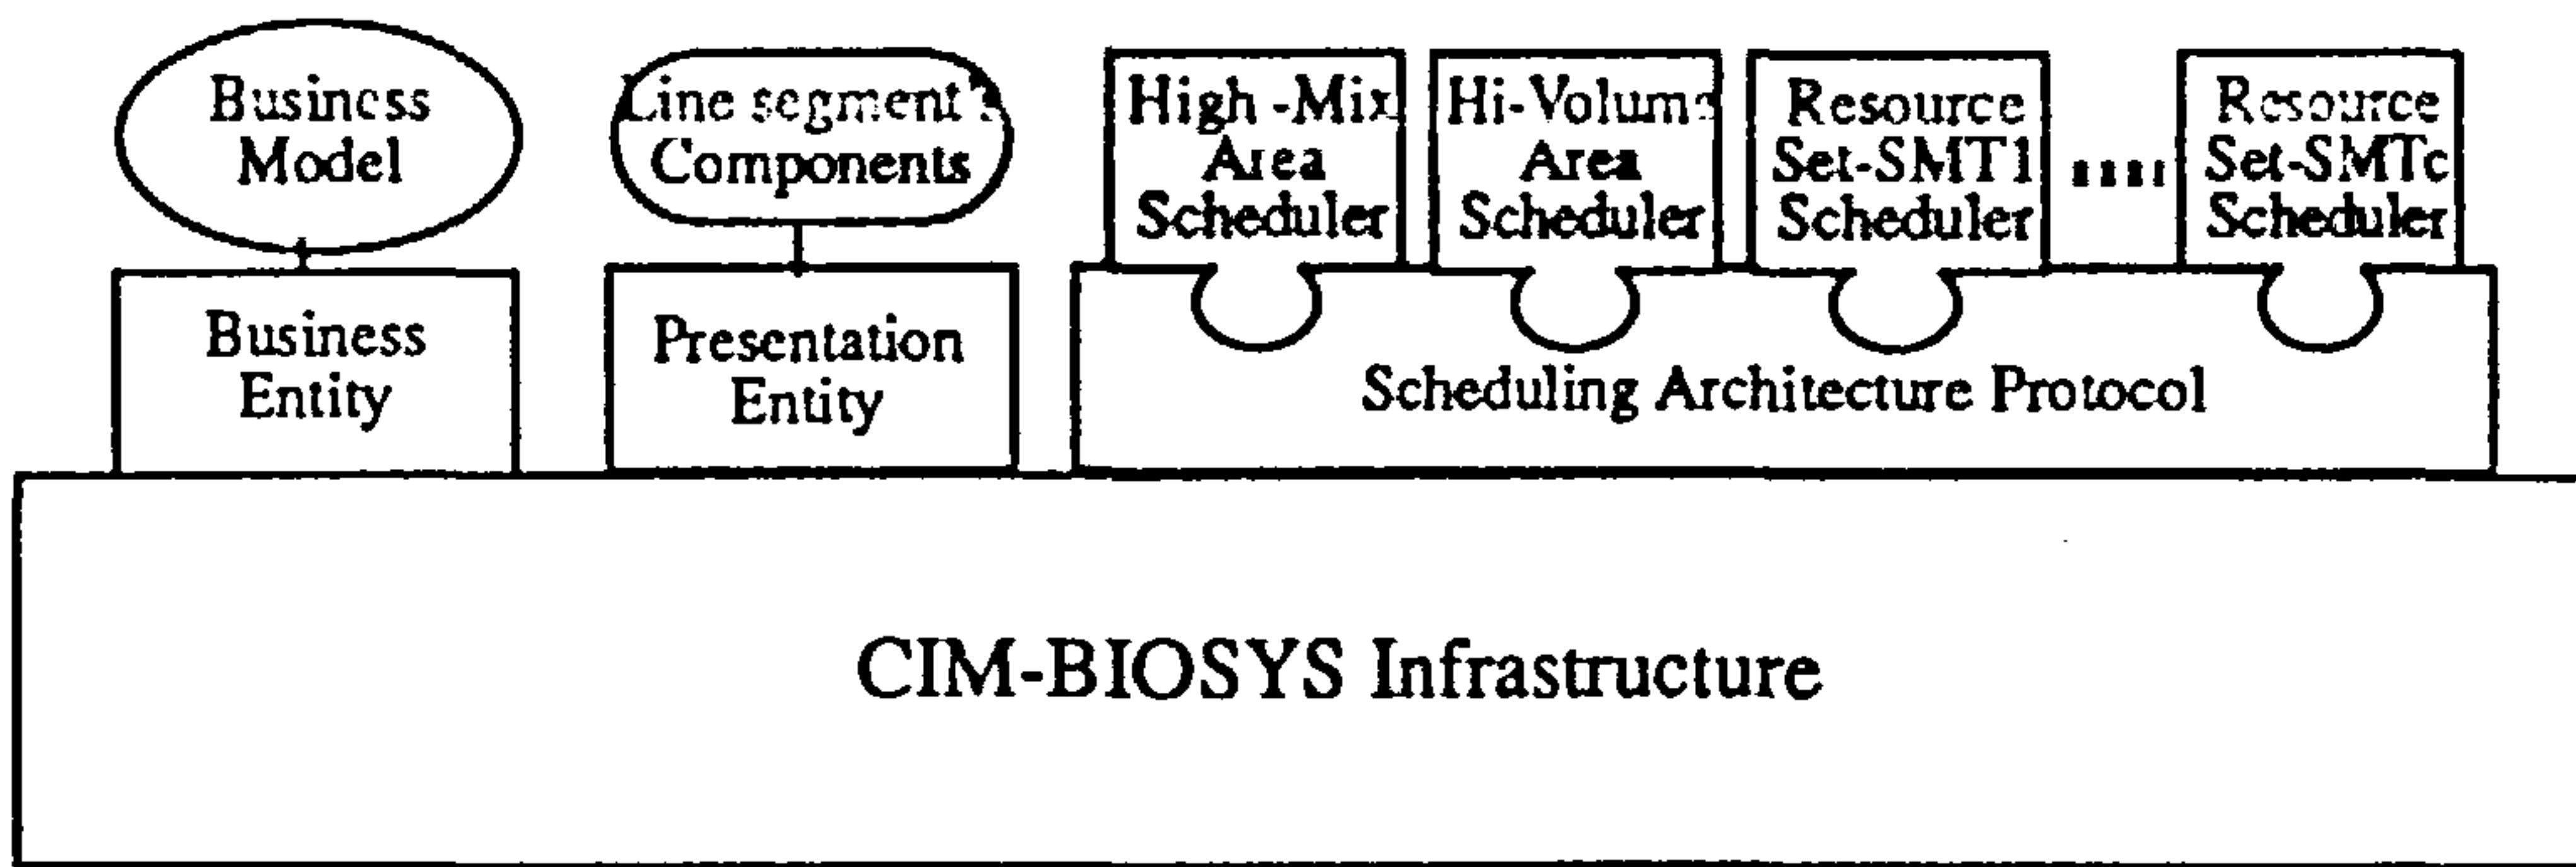 Business
Model
Line segment's
Components
High -Mix
Area
Scheduler
Hi-Volume
Area
Scheduler
Resource
Set-SMT1
Scheduler
Resource
Set-SMTc
Scheduler
Business
Entity
Presentation
Entity
Scheduling Architecture Protocol
CIM-BIOSYS Infrastructure